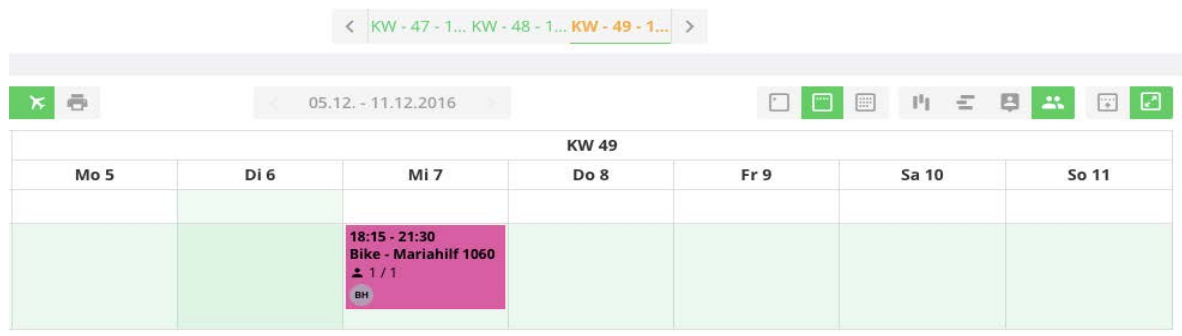 KW - 47 - 1... KW - 48 - 1... KW - 49 - 1...
05.12. - 11.12.2016
KW 49
Mo 5 Di 6 Mi 7 Do 8 Fr 9 Sa 10 So 11
18:15 - 21:30
Bike - Mariahilf 1060
1 / 1
BH